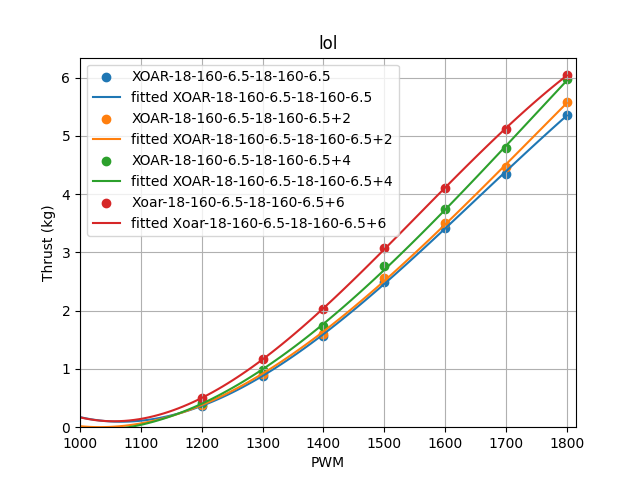 lol
XOAR-18-160-6.5-18-160-6.5
fitted XOAR-18-160-6.5-18-160-6.5
XOAR-18-160-6.5-18-160-6.5+2
fitted XOAR-18-160-6.5-18-160-6.5+2
XOAR-18-160-6.5-18-160-6.5+4
fitted XOAR-18-160-6.5-18-160-6.5+4
Xoar-18-160-6.5-18-160-6.5+6
fitted Xoar-18-160-6.5-18-160-6.5+6
Thrust (kg)
6
5
4
3
2
1
0
1000 1100 1200 1300 1400 1500 1600 1700 1800
PWM